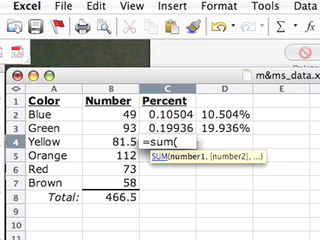 Excel File Edit View Insert Format Tools Data
m&ms_data.x
A B C D E
1 Color Number Percent
2 Blue 49 0.10504 10.504%
3 Green 93 0.19936 19.936%
4 Yellow 81.5 =sum(
5 Orange 112 SUM(number1, [number2], ...)
6 Red 73
7 Brown 58
8 Total: 466.5